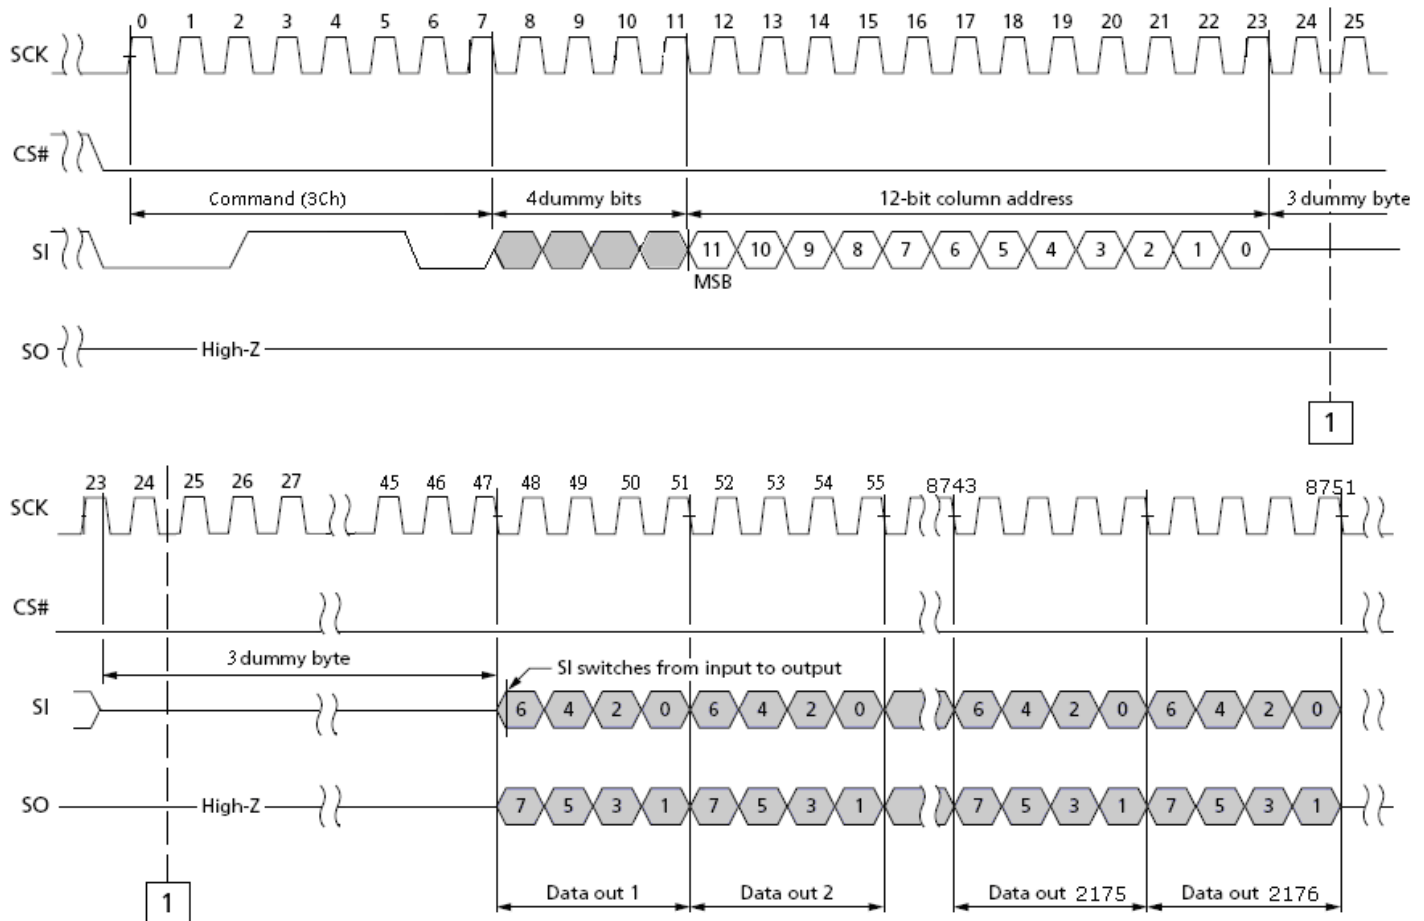 0 1 2 3 4 5 6 7 8 9 10 11 12 13 14 15 16 17 18 19 20 21 22 23 24 25
SCK
CS#
Command (3Ch) 4 dummy bits 12-bit column address 3 dummy byte
SI 11 10 9 8 7 6 5 4 3 2 1 0
MSB
SO High-Z
1
23 24 25 26 27 45 46 47 48 49 50 51 52 53 54 55 8743 8751
SCK
CS#
3 dummy byte
SI switches from input to output
SI 6 4 2 0 6 4 2 0 6 4 2 0 6 4 2 0
SO High-Z 7 5 3 1 7 5 3 1 7 5 3 1 7 5 3 1
1
Data out 1 Data out 2 Data out 2175 Data out 2176